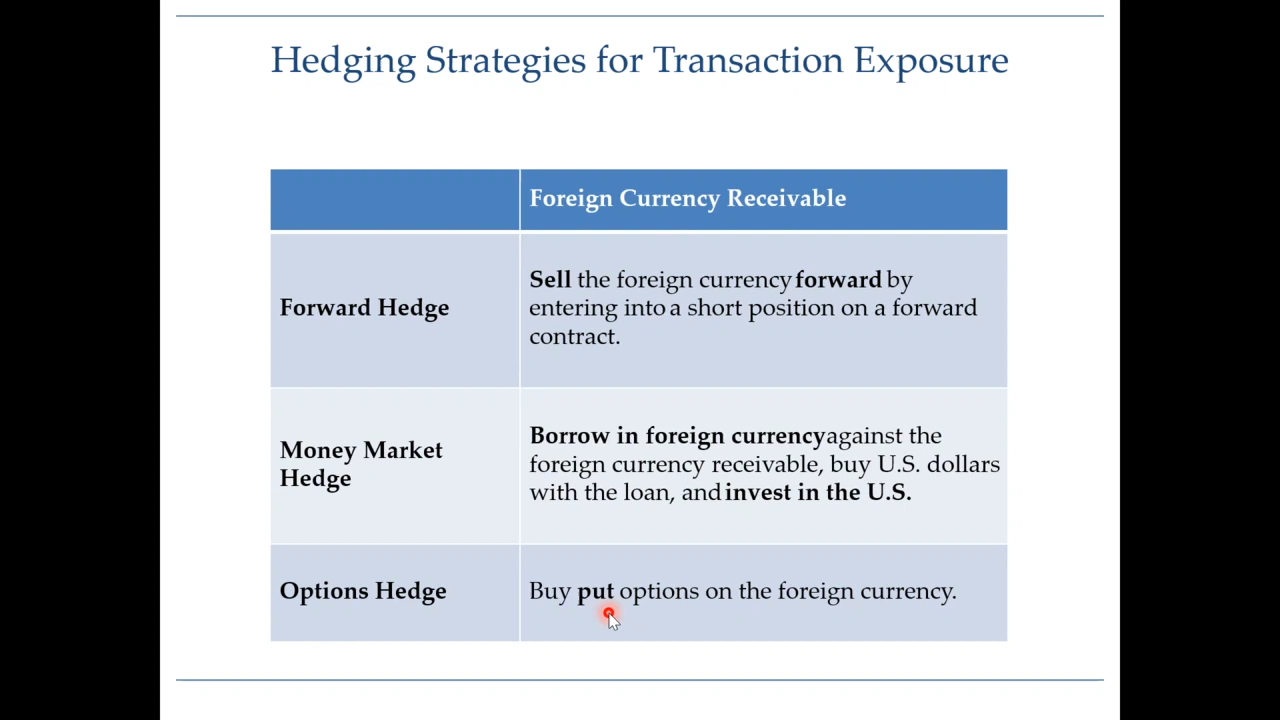 Hedging Strategies for Transaction Exposure
Foreign Currency Receivable
Forward Hedge
Sell the foreign currency forward by
entering into a short position on a forward
contract.
Money Market
Hedge
Borrow in foreign currency against the
foreign currency receivable, buy U.S. dollars
with the loan, and invest in the U.S.
Options Hedge
Buy put options on the foreign currency.